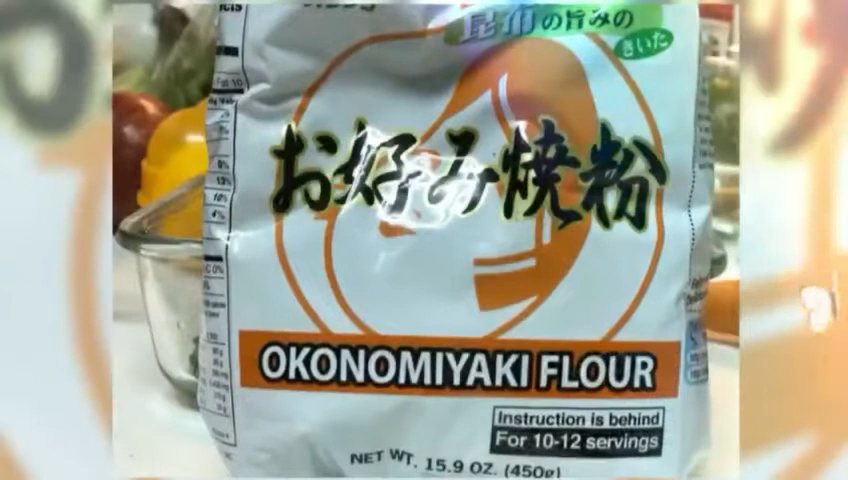 昆布の旨みの
きいた
お好み焼粉
OKONOMIYAKI FLOUR
Instruction is behind
For 10-12 servings
NET WT. 15.9 OZ. (450g)